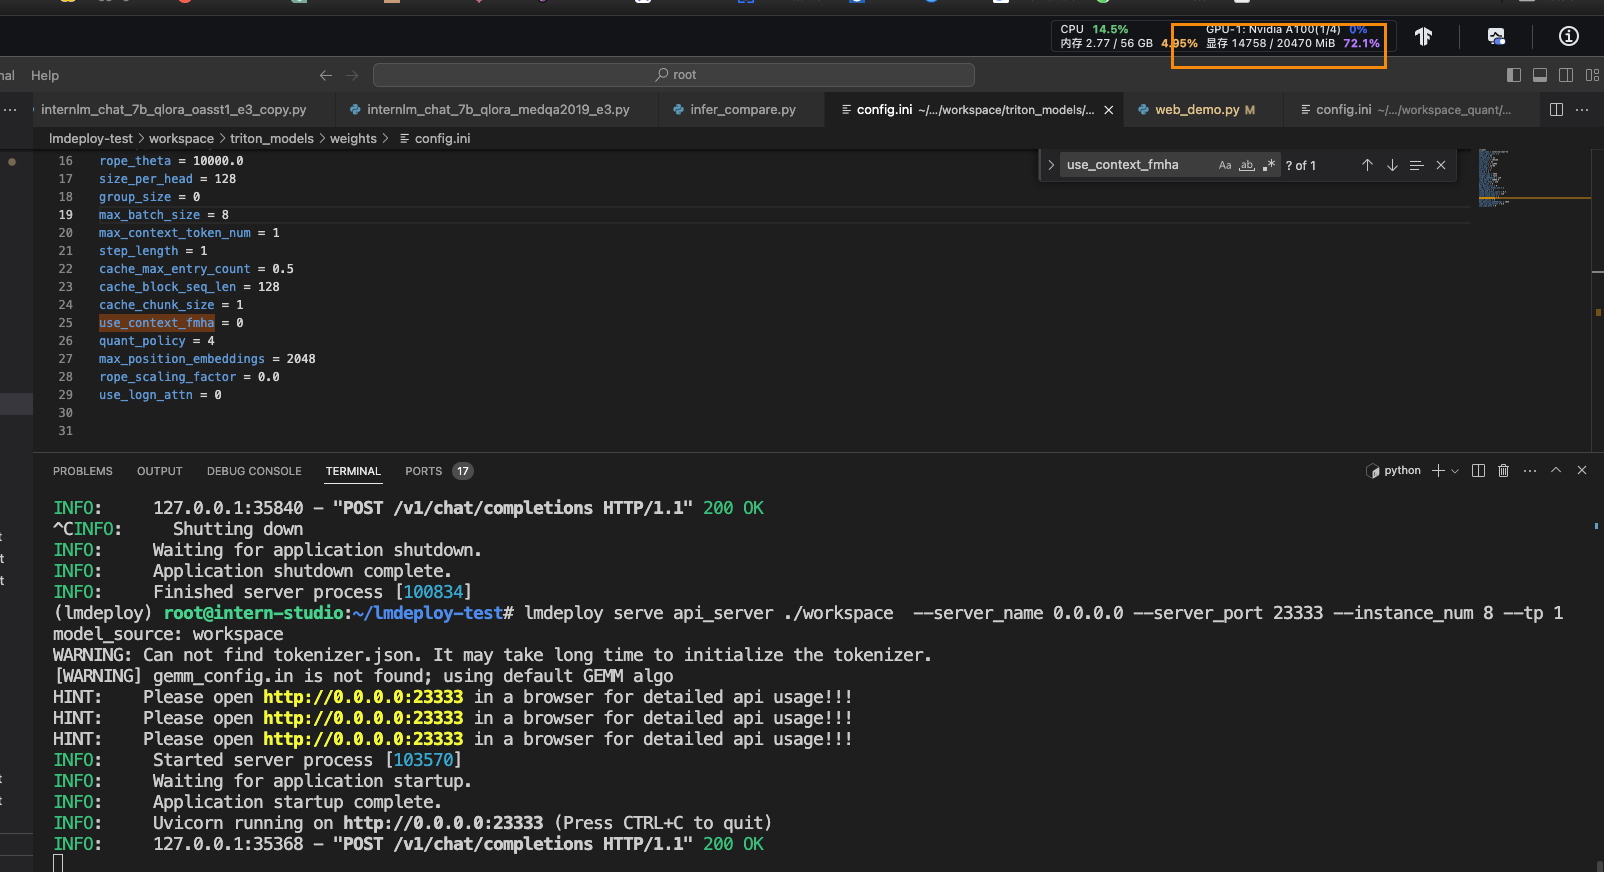 CPU 14.5%
内存 2.77 / 56 GB 4.95%
GPU-1: Nvidia A100(1/4) 0%
显存 14758 / 20470 MiB 72.1%
nal Help
root
internlm_chat_7b_qlora_oasst1_e3_copy.py
internlm_chat_7b_qlora_medqa2019_e3.py
infer_compare.py
config.ini ~/.../workspace/triton_models/...
web_demo.py M
config.ini ~/.../workspace_quant/...
lmdeploy-test > workspace > triton_models > weights > config.ini
use_context_fmha Aa ab .* ? of 1
16 rope_theta = 10000.0
17 size_per_head = 128
18 group_size = 0
19 max_batch_size = 8
20 max_context_token_num = 1
21 step_length = 1
22 cache_max_entry_count = 0.5
23 cache_block_seq_len = 128
24 cache_chunk_size = 1
25 use_context_fmha = 0
26 quant_policy = 4
27 max_position_embeddings = 2048
28 rope_scaling_factor = 0.0
29 use_logn_attn = 0
30
31
PROBLEMS OUTPUT DEBUG CONSOLE TERMINAL PORTS 17
python
INFO: 127.0.0.1:35840 - "POST /v1/chat/completions HTTP/1.1" 200 OK
^CINFO: Shutting down
INFO: Waiting for application shutdown.
INFO: Application shutdown complete.
INFO: Finished server process [100834]
(lmdeploy) root@intern-studio:~/lmdeploy-test# lmdeploy serve api_server ./workspace --server_name 0.0.0.0 --server_port 23333 --instance_num 8 --tp 1
model_source: workspace
WARNING: Can not find tokenizer.json. It may take long time to initialize the tokenizer.
[WARNING] gemm_config.in is not found; using default GEMM algo
HINT: Please open http://0.0.0.0:23333 in a browser for detailed api usage!!!
HINT: Please open http://0.0.0.0:23333 in a browser for detailed api usage!!!
HINT: Please open http://0.0.0.0:23333 in a browser for detailed api usage!!!
INFO: Started server process [103570]
INFO: Waiting for application startup.
INFO: Application startup complete.
INFO: Uvicorn running on http://0.0.0.0:23333 (Press CTRL+C to quit)
INFO: 127.0.0.1:35368 - "POST /v1/chat/completions HTTP/1.1" 200 OK